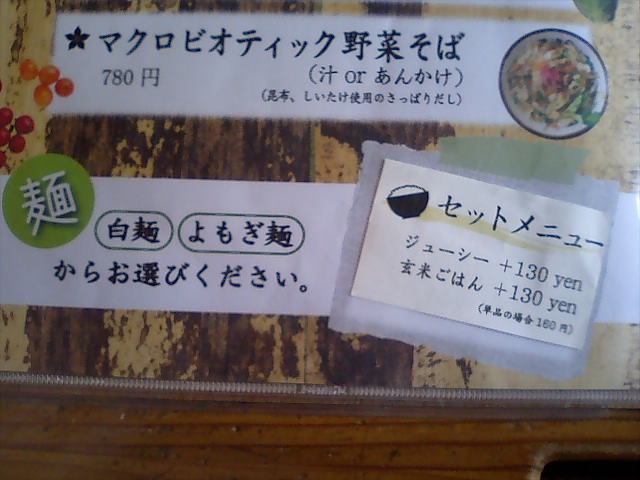 マクロビオティック野菜そば
780円 (汁 or あんかけ)
(昆布、しいたけ使用のさっぱりだし)
麺
白麺 よもぎ麺
からお選びください。
セットメニュー
ジューシー +130 yen
玄米ごはん +130 yen
(単品の場合160円)